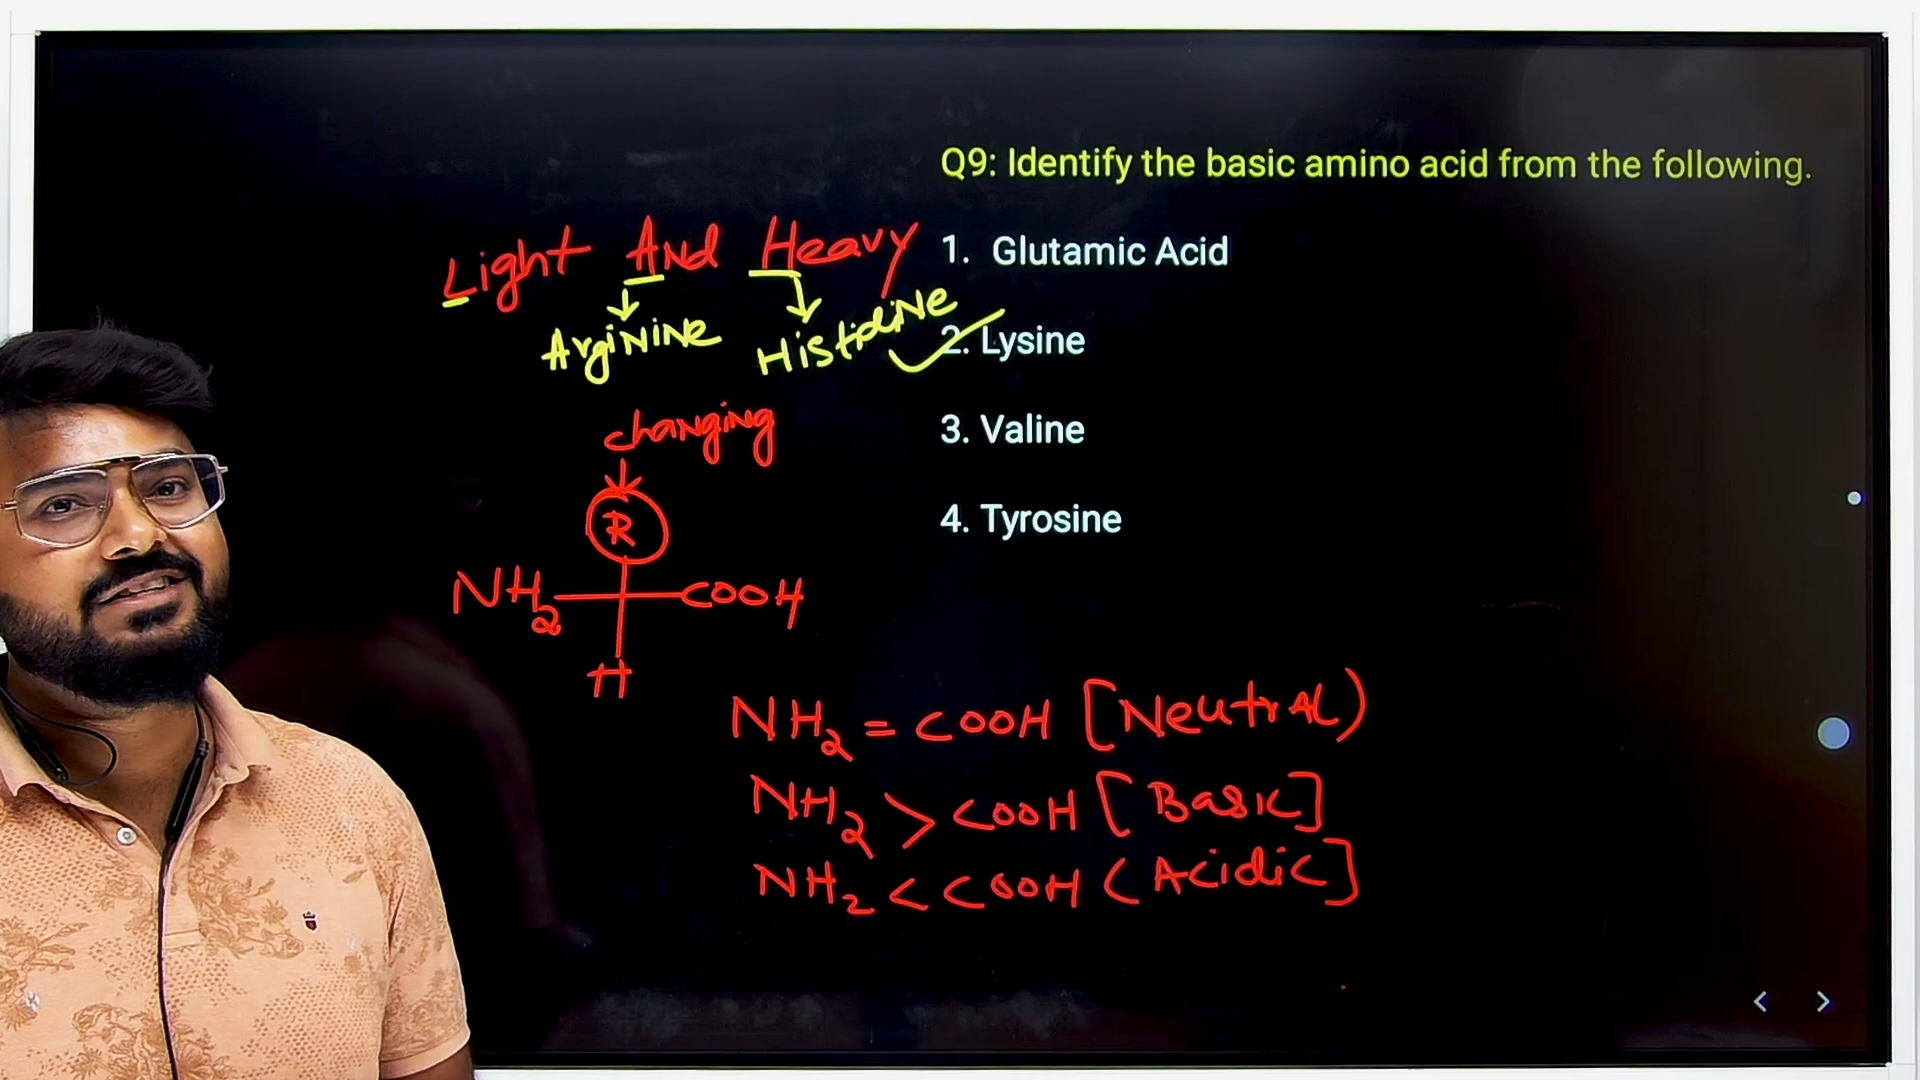 Q9: Identify the basic amino acid from the following.
Light And Heavy
Arginine
Histidine
1. Glutamic Acid
2. Lysine
3. Valine
4. Tyrosine
changing
R
NH2 COOH
H
NH2 = COOH [Neutral)
NH2 > COOH [Basic]
NH2 < COOH (Acidic]